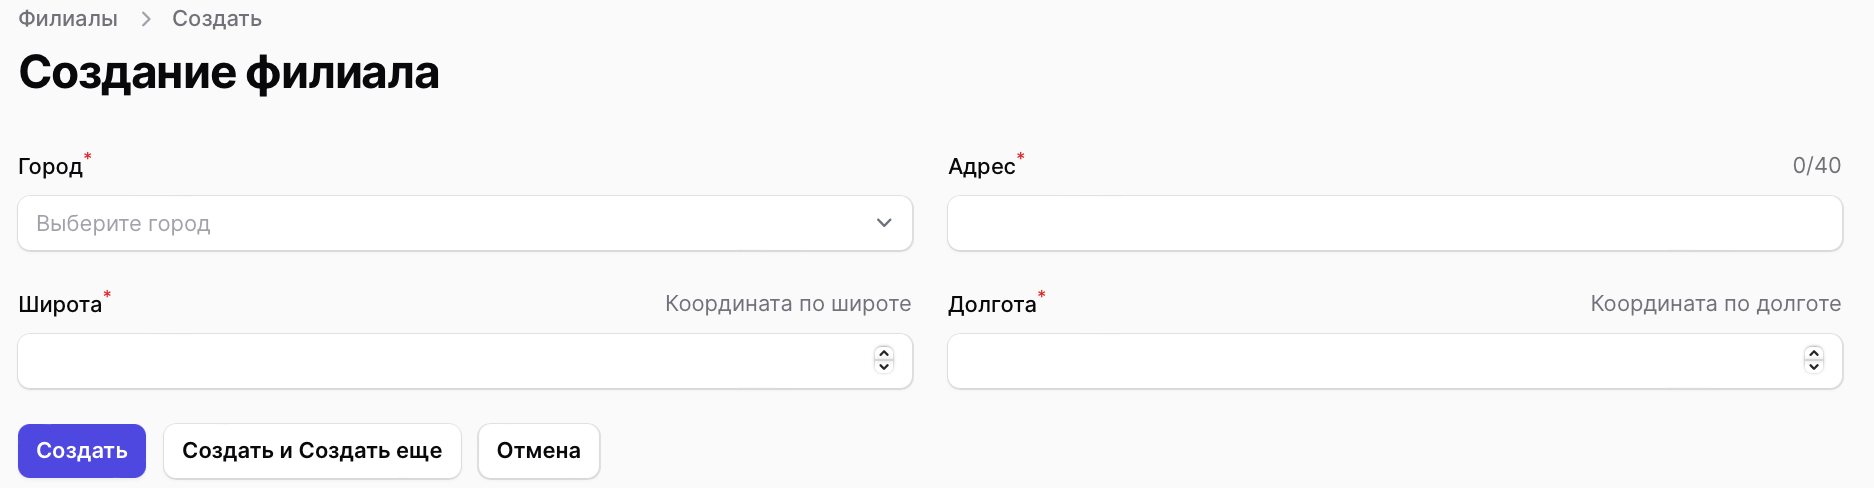 Филиалы > Создать
Создание филиала
Город*
Адрес* 0/40
Выберите город
Широта* Координата по широте
Долгота* Координата по долготе
Создать Создать и Создать еще Отмена